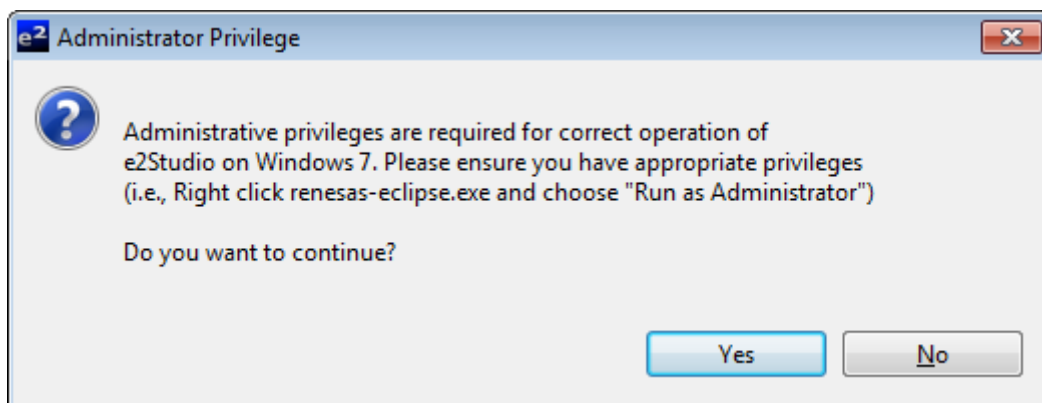 e² Administrator Privilege
Administrative privileges are required for correct operation of
e2Studio on Windows 7. Please ensure you have appropriate privileges
(i.e., Right click renesas-eclipse.exe and choose "Run as Administrator")
Do you want to continue?
Yes No